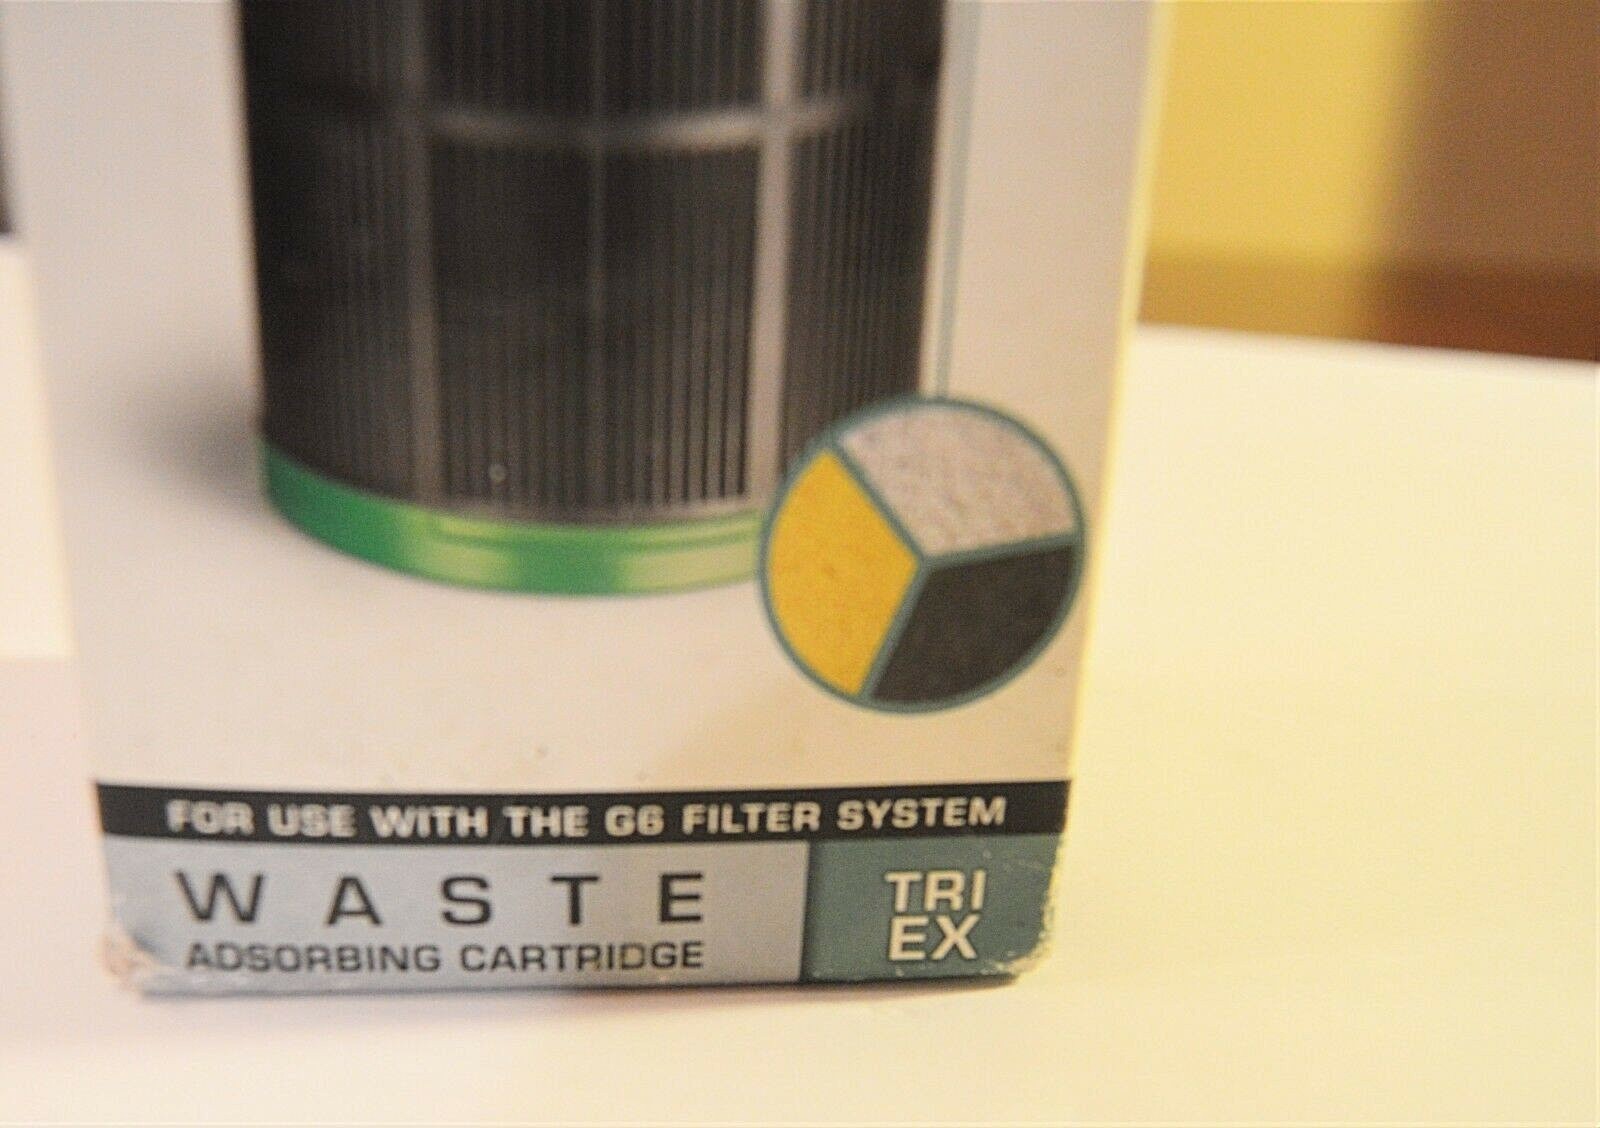 FOR USE WITH THE G6 FILTER SYSTEM
WASTE
ADSORBING CARTRIDGE
TRI
EX